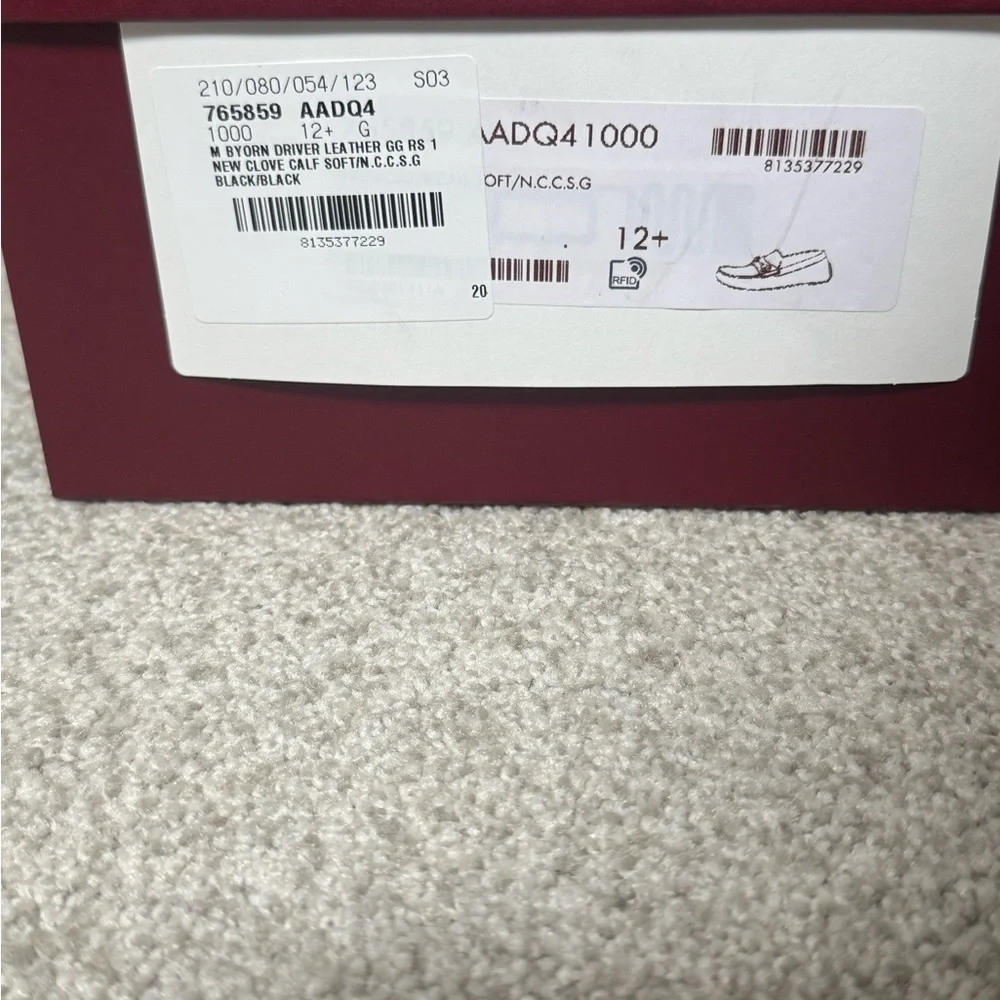 210/080/054/123 S03
765859 AADQ4
1000 12+ G
M BYORN DRIVER LEATHER GG RS 1
NEW CLOVE CALF SOFT/N.C.C.S.G
BLACK/BLACK
8135377229
20
AADQ41000
8135377229
OFT/N.C.C.S.G
12+
RFID